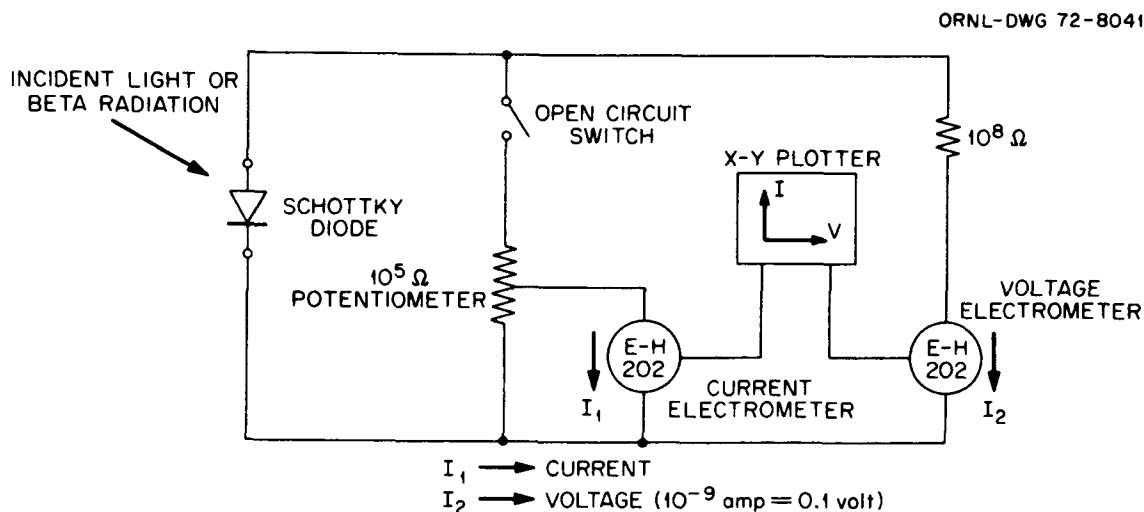 ORNL-DWG 72-8041
INCIDENT LIGHT OR
BETA RADIATION
OPEN CIRCUIT
SWITCH
10⁸ Ω
X-Y PLOTTER
I
V
SCHOTTKY
DIODE
10⁵ Ω
POTENTIOMETER
VOLTAGE
ELECTROMETER
E-H
202
E-H
202
I₁
CURRENT
ELECTROMETER
I₂
I₁ → CURRENT
I₂ → VOLTAGE (10⁻⁹ amp = 0.1 volt)